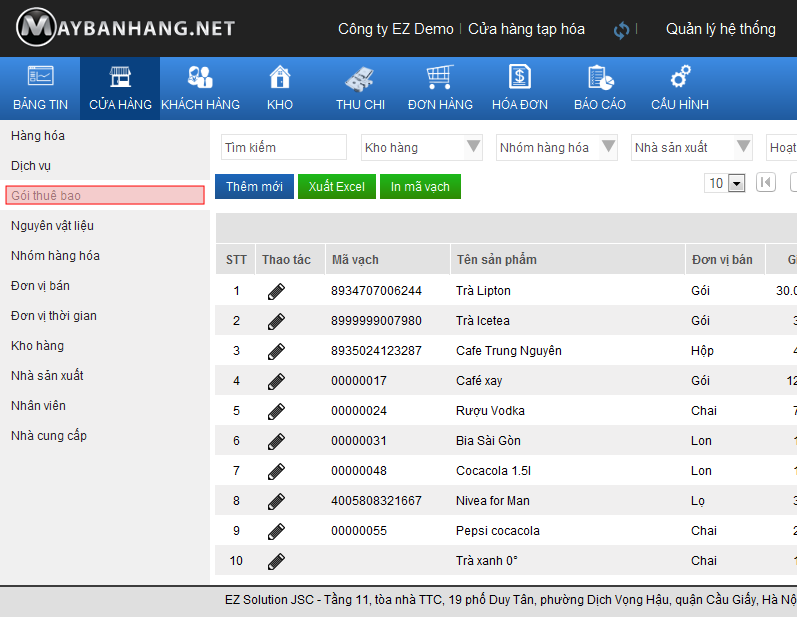 MAYBANHANG.NET
Công ty EZ Demo | Cửa hàng tạp hóa | Quản lý hệ thống
BẢNG TIN CỬA HÀNG KHÁCH HÀNG KHO THU CHI ĐƠN HÀNG HÓA ĐƠN BÁO CÁO CẤU HÌNH
Hàng hóa
Dịch vụ
Gói thuê bao
Nguyên vật liệu
Nhóm hàng hóa
Đơn vị bán
Đơn vị thời gian
Kho hàng
Nhà sản xuất
Nhân viên
Nhà cung cấp
Tìm kiếm Kho hàng Nhóm hàng hóa Nhà sản xuất Hoạt
Thêm mới Xuất Excel In mã vạch 10
STT Thao tác Mã vạch Tên sản phẩm Đơn vị bán G
1 8934707006244 Trà Lipton Gói 30.0
2 8999999007980 Trà Icetea Gói 3
3 8935024123287 Cafe Trung Nguyên Hộp 4
4 00000017 Café xay Gói 12
5 00000024 Rượu Vodka Chai 7
6 00000031 Bia Sài Gòn Lon 1
7 00000048 Cocacola 1.5l Lon 1
8 4005808321667 Nivea for Man Lọ 3
9 00000055 Pepsi cocacola Chai 2
10 Trà xanh 0° Chai 1
EZ Solution JSC - Tầng 11, tòa nhà TTC, 19 phố Duy Tân, phường Dịch Vọng Hậu, quận Cầu Giấy, Hà Nộ